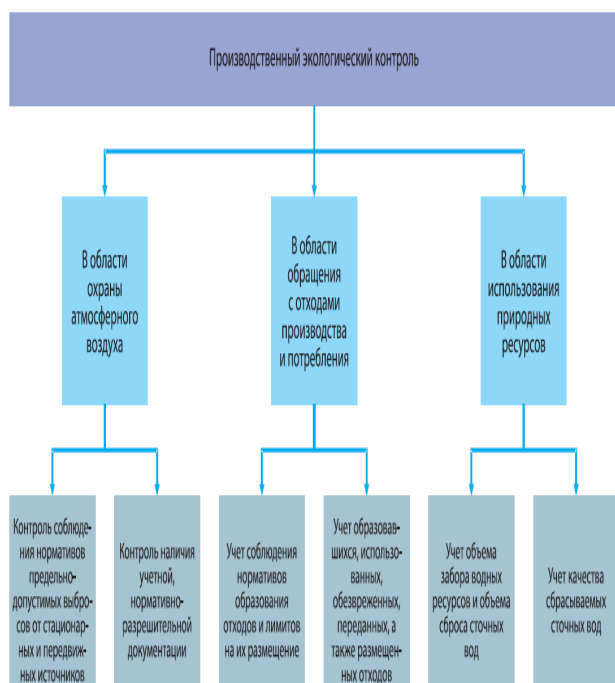 Производственный экологический контроль
В области
охраны
атмосферного
воздуха
В области
обращения
с отходами
производства
и потребления
В области
использования
природных
ресурсов
Контроль соблюде-
ния нормативов
предельно-
допустимых выбро-
сов от стационар-
ных и передвиж-
ных источников
Контроль наличия
учетной,
нормативно-
разрешительной
документации
Учет соблюдения
нормативов
образования
отходов и лимитов
на их размещение
Учет образовав-
шихся, использо-
ванных,
обезвреженных,
переданных, а
также размещен-
ных отходов
Учет объема
забора водных
ресурсов и объема
сброса сточных
вод
Учет качества
сбрасываемых
сточных вод